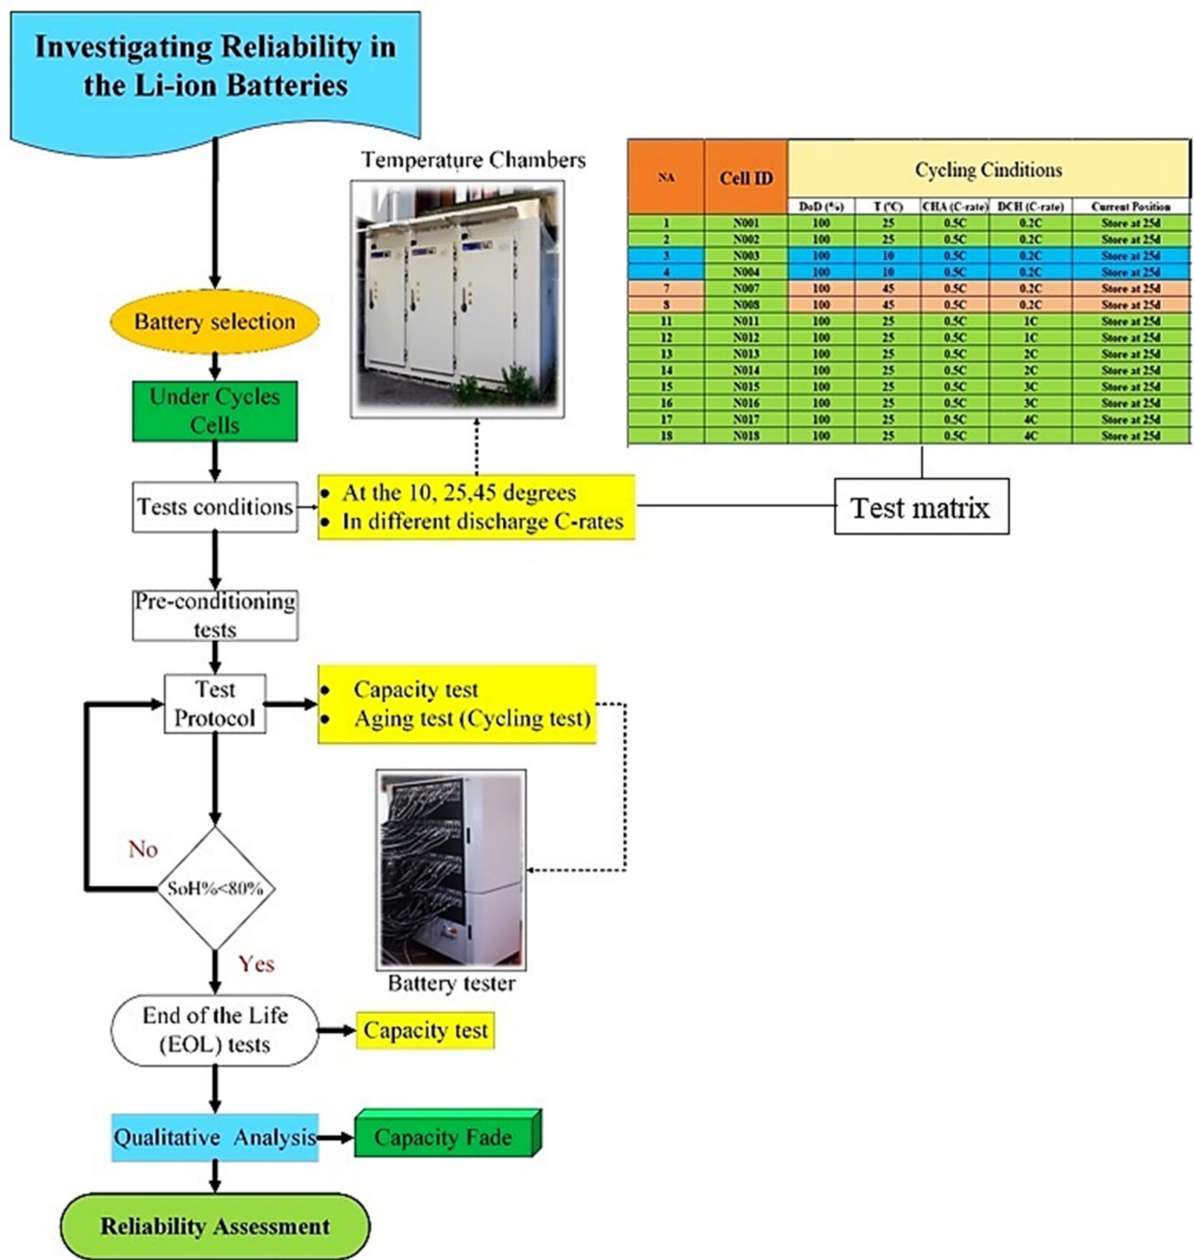 Investigating Reliability in
the Li-ion Batteries
Temperature Chambers
NA Cell ID Cycling Cinditions
DoD (%) T (°C) CHA (C-rate) DCH (C-rate) Current Position
1 N001 100 25 0.5C 0.2C Store at 25d
2 N002 100 25 0.5C 0.2C Store at 25d
3 N003 100 10 0.5C 0.2C Store at 25d
4 N004 100 10 0.5C 0.2C Store at 25d
7 N007 100 45 0.5C 0.2C Store at 25d
8 N008 100 45 0.5C 0.2C Store at 25d
11 N011 100 25 0.5C 1C Store at 25d
12 N012 100 25 0.5C 1C Store at 25d
13 N013 100 25 0.5C 2C Store at 25d
14 N014 100 25 0.5C 2C Store at 25d
15 N015 100 25 0.5C 3C Store at 25d
16 N016 100 25 0.5C 3C Store at 25d
17 N017 100 25 0.5C 4C Store at 25d
18 N018 100 25 0.5C 4C Store at 25d
Battery selection
Under Cycles
Cells
Tests conditions
• At the 10, 25,45 degrees
• In different discharge C-rates
Test matrix
Pre-conditioning
tests
Test
Protocol
• Capacity test
• Aging test (Cycling test)
No
SoH%<80%
Yes
Battery tester
End of the Life
(EOL) tests
Capacity test
Qualitative Analysis
Capacity Fade
Reliability Assessment